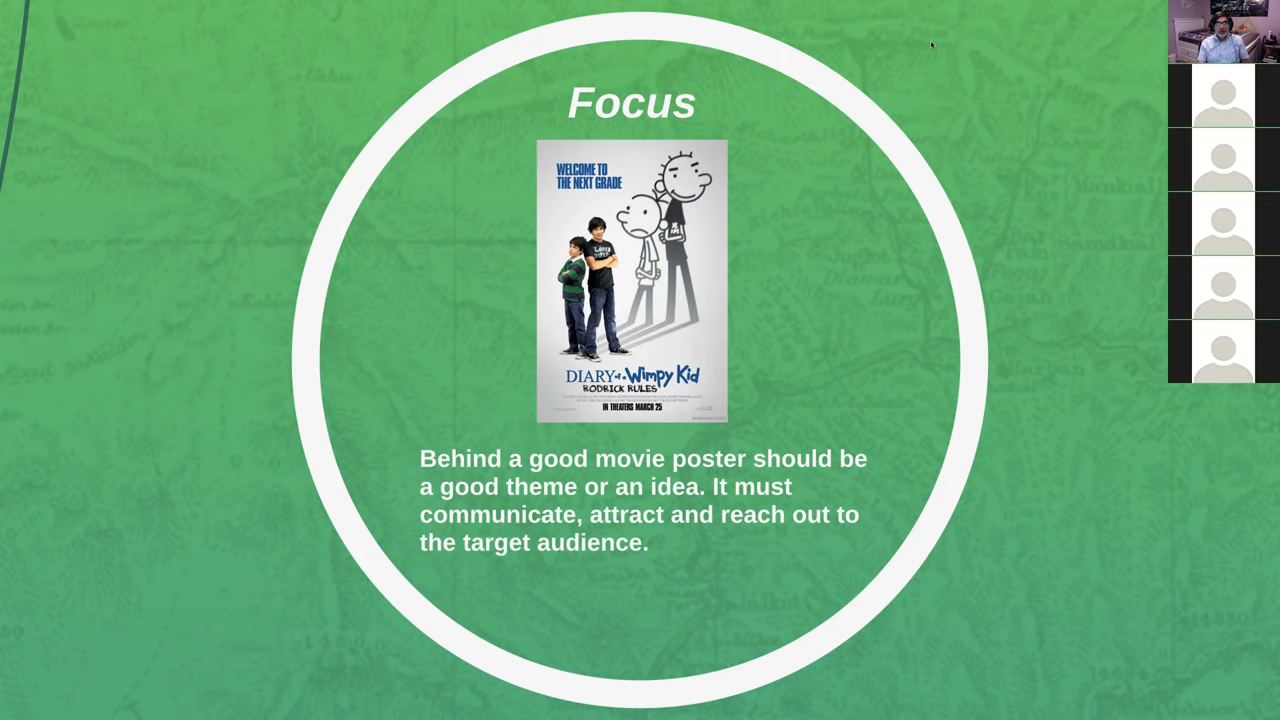 Focus
WELCOME TO
THE NEXT GRADE
DIARY of a Wimpy Kid
RODRICK RULES
IN THEATERS MARCH 25
Behind a good movie poster should be
a good theme or an idea. It must
communicate, attract and reach out to
the target audience.